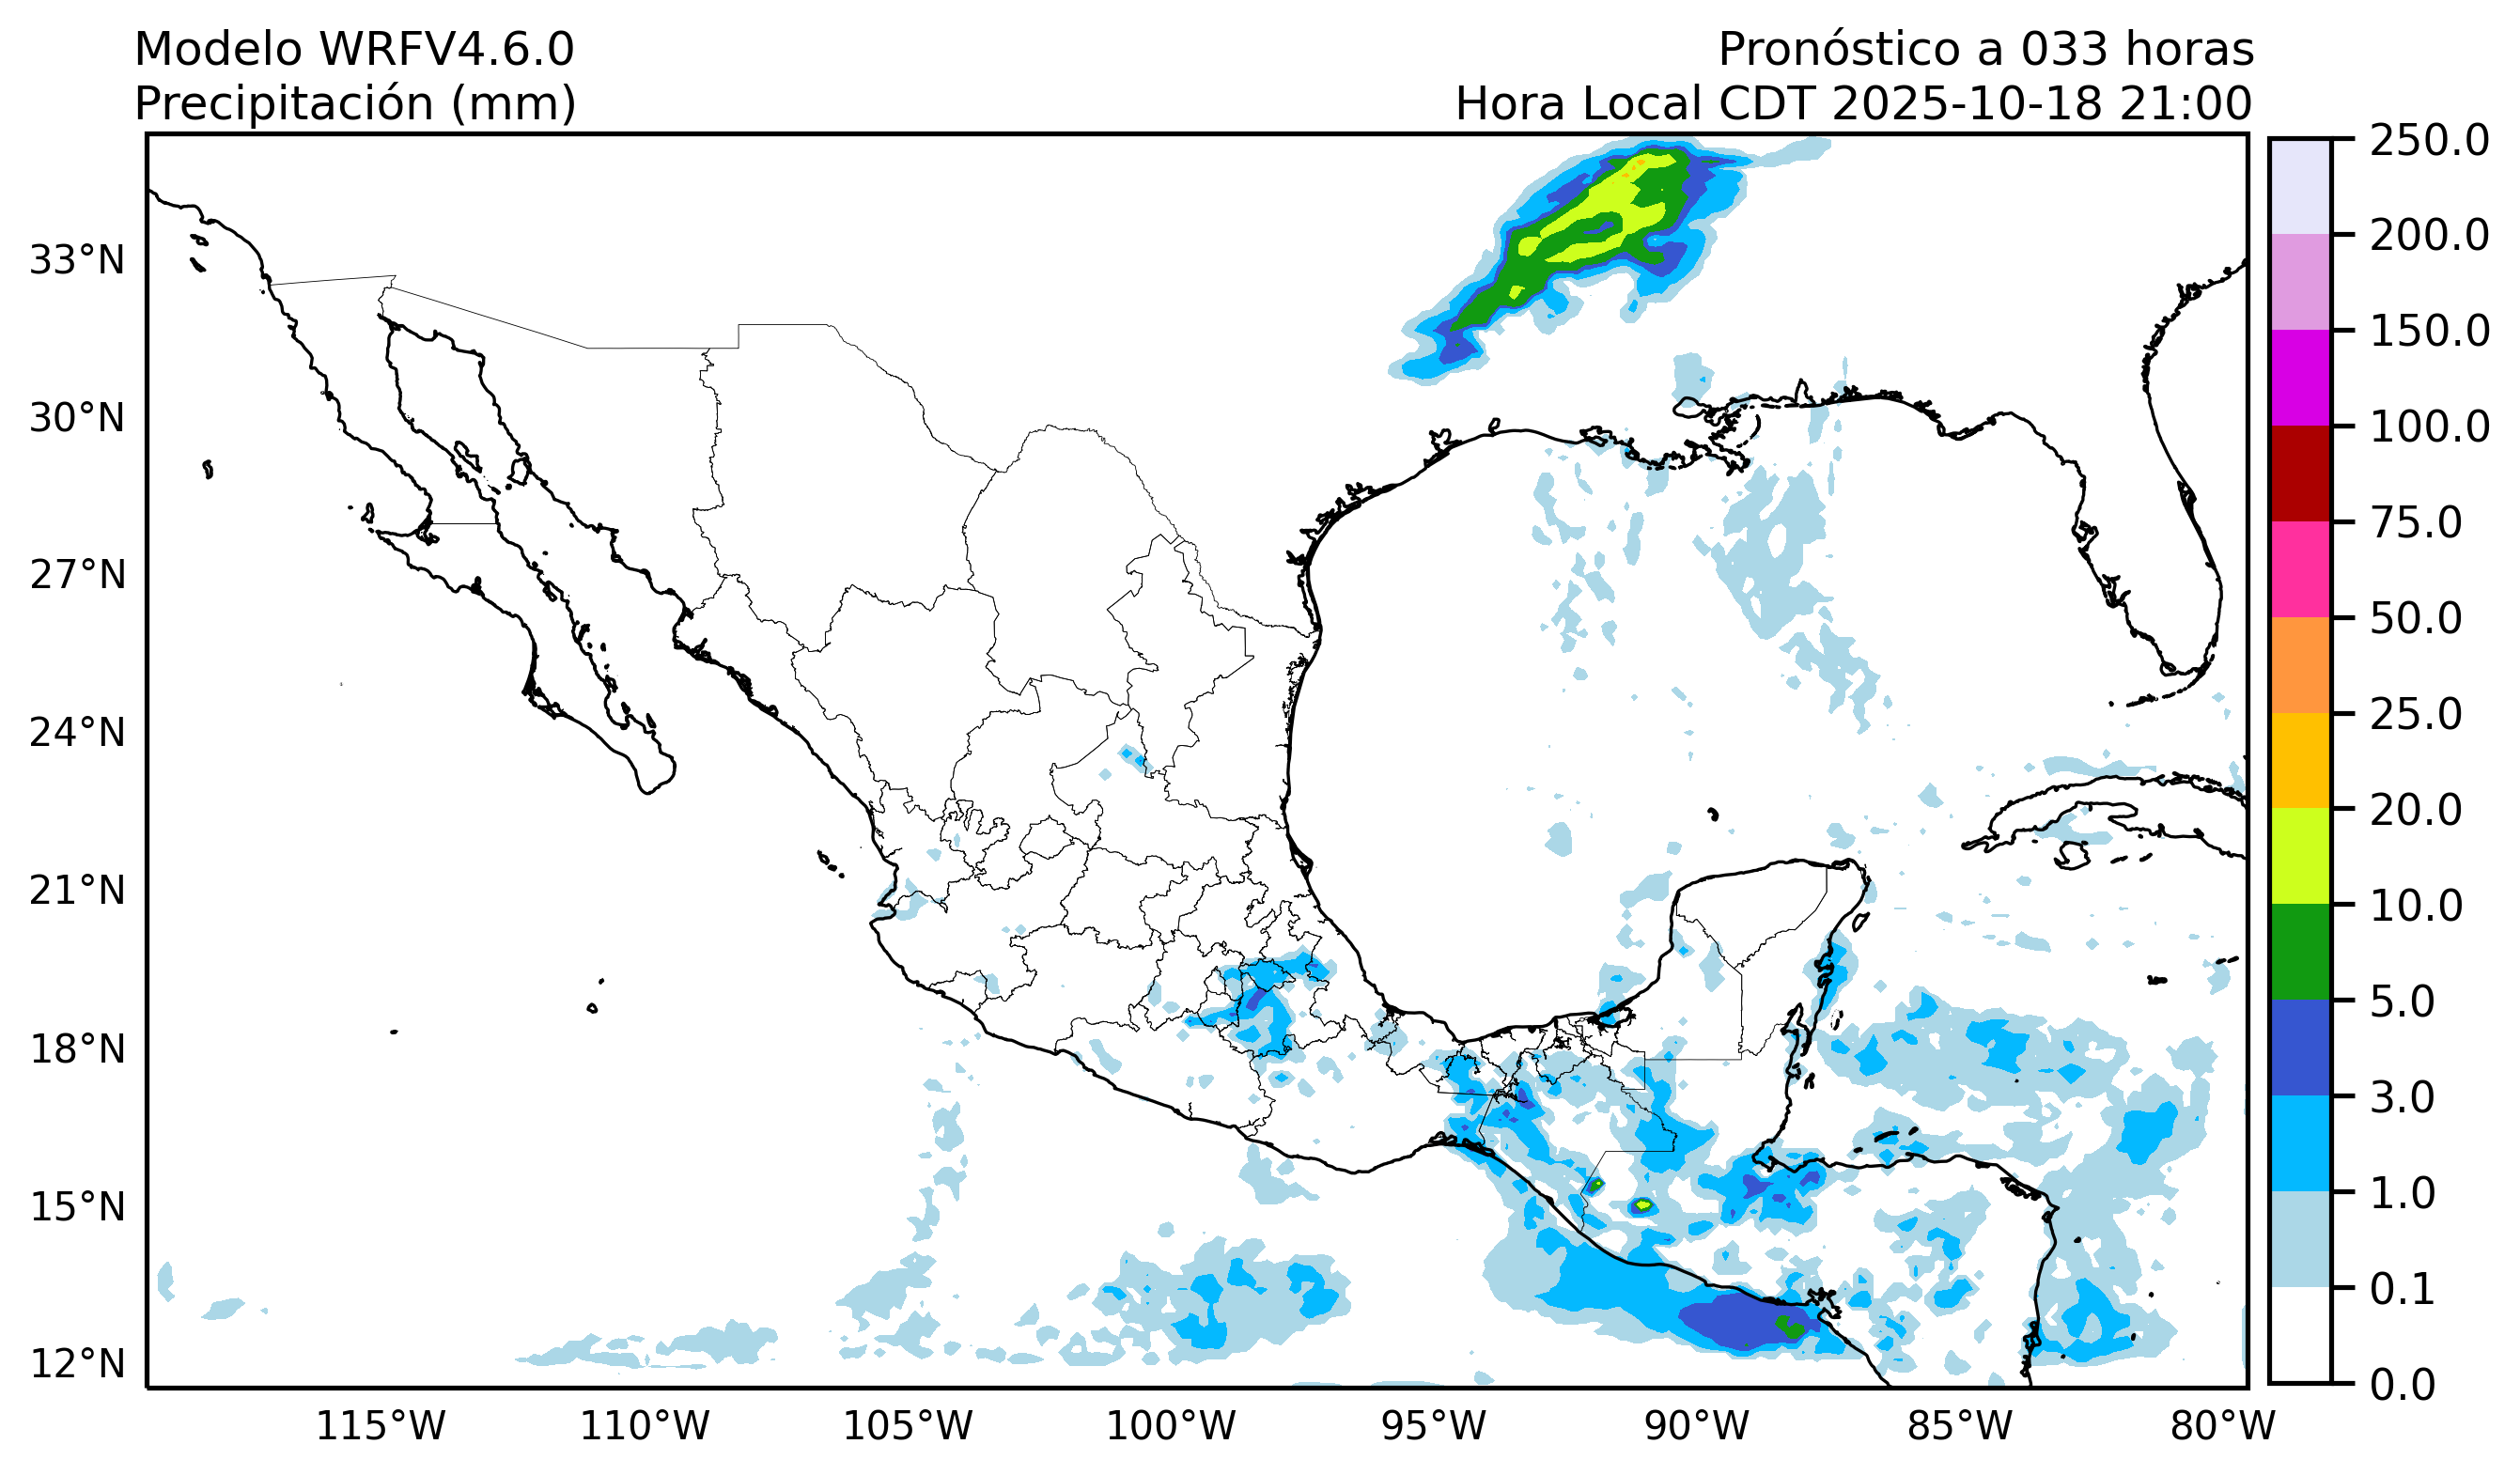 Modelo WRFV4.6.0
Precipitación (mm)
Pronóstico a 033 horas
Hora Local CDT 2025-10-18 21:00
33°N
30°N
27°N
24°N
21°N
18°N
15°N
12°N
115°W
110°W
105°W
100°W
95°W
90°W
85°W
80°W
250.0
200.0
150.0
100.0
75.0
50.0
25.0
20.0
10.0
5.0
3.0
1.0
0.1
0.0